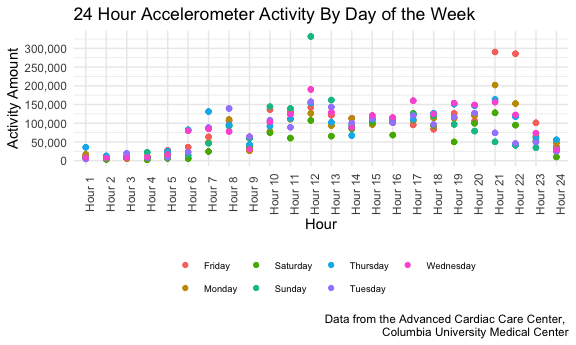 24 Hour Accelerometer Activity By Day of the Week
Activity Amount
300,000
250,000
200,000
150,000
100,000
50,000
0
Hour 1
Hour 2
Hour 3
Hour 4
Hour 5
Hour 6
Hour 7
Hour 8
Hour 9
Hour 10
Hour 11
Hour 12
Hour 13
Hour 14
Hour 15
Hour 16
Hour 17
Hour 18
Hour 19
Hour 20
Hour 21
Hour 22
Hour 23
Hour 24
Hour
Friday Saturday Thursday Wednesday
Monday Sunday Tuesday
Data from the Advanced Cardiac Care Center,
Columbia University Medical Center